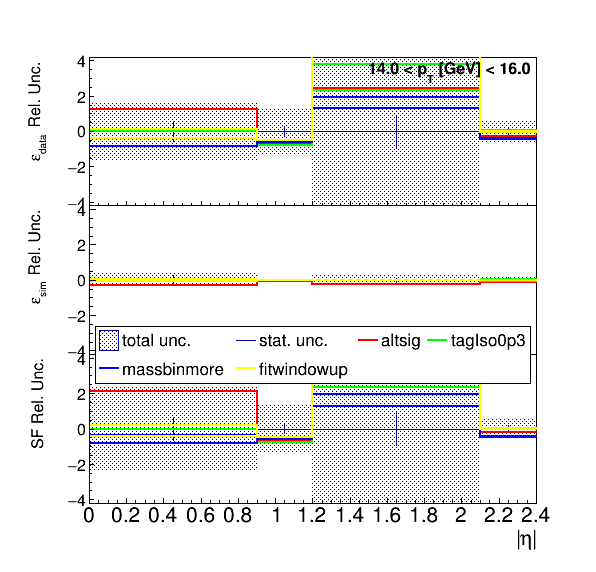 14.0 < p_T [GeV] < 16.0
ε_data Rel. Unc.
4
2
0
−2
−4
ε_sim Rel. Unc.
4
2
0
−2
−4
total unc. stat. unc. altsig tagIso0p3
massbinmore fitwindowup
SF Rel. Unc.
2
0
−2
−4
0 0.2 0.4 0.6 0.8 1 1.2 1.4 1.6 1.8 2 2.2 2.4
|η|